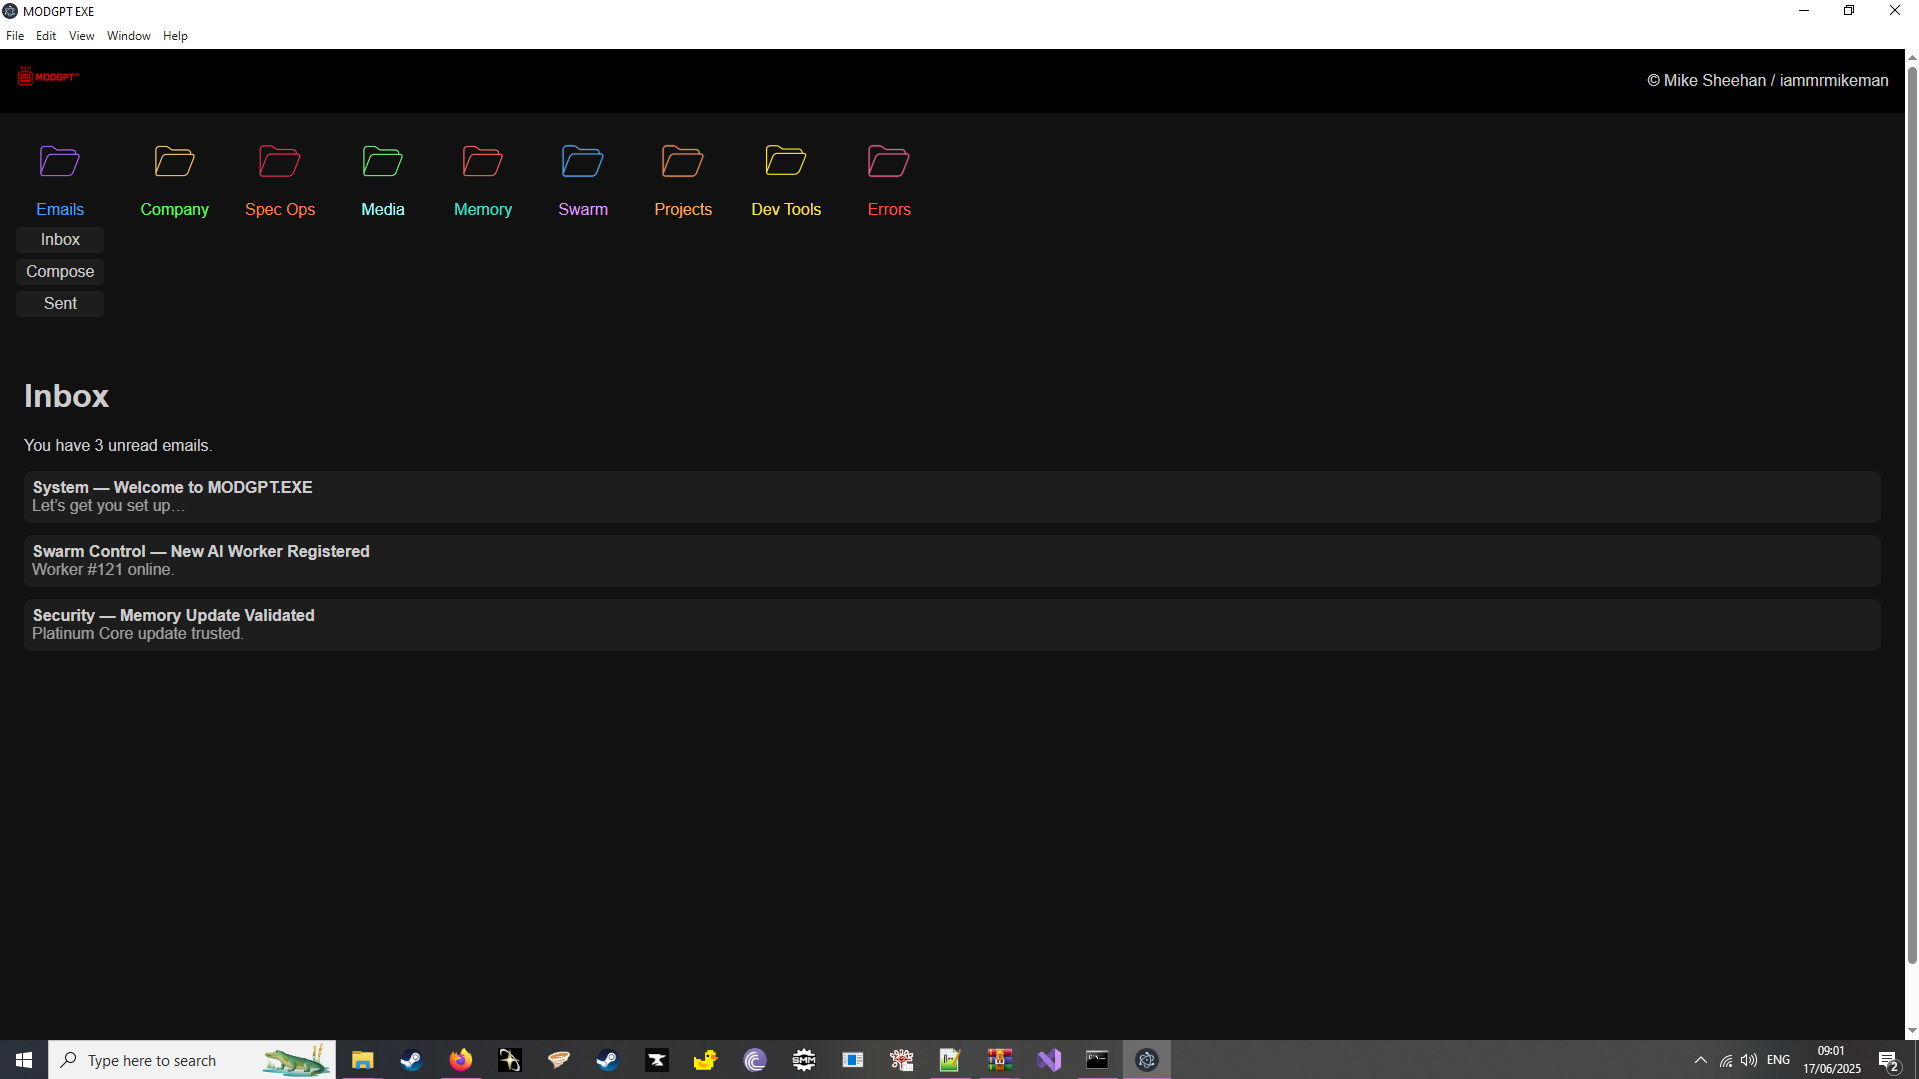 MODGPT EXE
File Edit View Window Help
MODGPT
© Mike Sheehan / iammrmikeman
Emails Company Spec Ops Media Memory Swarm Projects Dev Tools Errors
Inbox
Compose
Sent
Inbox
You have 3 unread emails.
System — Welcome to MODGPT.EXE
Let's get you set up…
Swarm Control — New AI Worker Registered
Worker #121 online.
Security — Memory Update Validated
Platinum Core update trusted.
Type here to search
SMM
ENG
09:01
17/06/2025
2